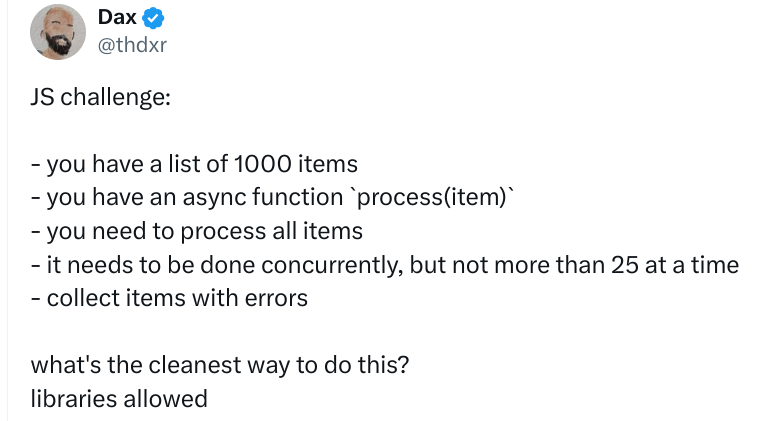 Dax
@thdxr
JS challenge:
- you have a list of 1000 items
- you have an async function `process(item)`
- you need to process all items
- it needs to be done concurrently, but not more than 25 at a time
- collect items with errors
what's the cleanest way to do this?
libraries allowed